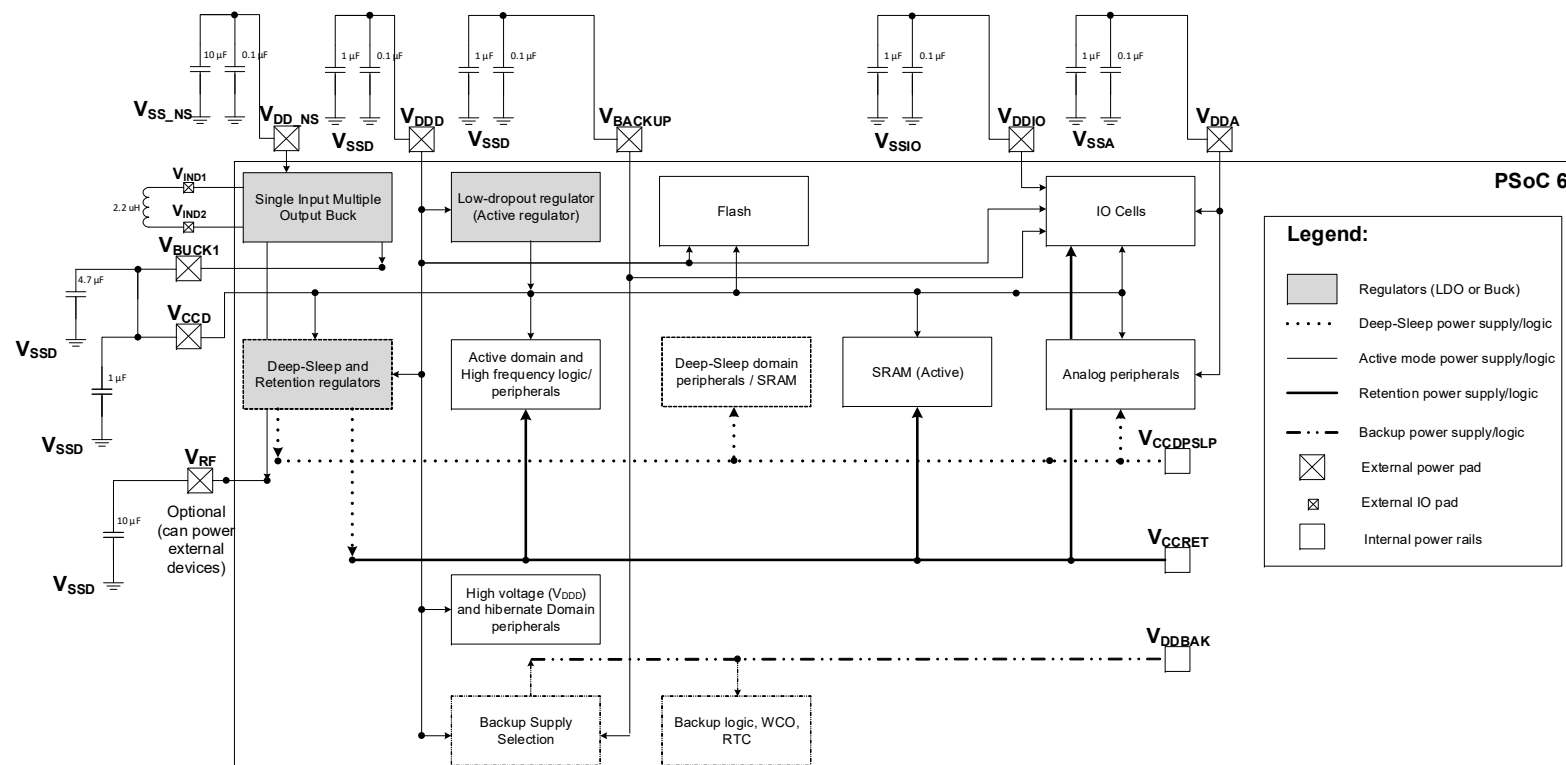 10 µF
0.1 µF
1 µF
0.1 µF
1 µF
0.1 µF
1 µF
0.1 µF
1 µF
0.1 µF
VSS_NS
VDD_NS
VSSD
VDDD
VSSD
VBACKUP
VSSIO
VDDIO
VSSA
VDDA
PSoC 6
VIND1
2.2 uH
VIND2
Single Input Multiple
Output Buck
Low-dropout regulator
(Active regulator)
Flash
IO Cells
VBUCK1
4.7 µF
VCCD
VSSD
1 µF
VSSD
Deep-Sleep and
Retention regulators
Active domain and
High frequency logic/
peripherals
Deep-Sleep domain
peripherals / SRAM
SRAM (Active)
Analog peripherals
VCCDPSLP
VRF
10 µF
Optional
(can power
external
devices)
VSSD
VCCRET
High voltage (VDDD)
and hibernate Domain
peripherals
VDDBAK
Backup Supply
Selection
Backup logic, WCO,
RTC
Legend:
Regulators (LDO or Buck)
Deep-Sleep power supply/logic
Active mode power supply/logic
Retention power supply/logic
Backup power supply/logic
External power pad
External IO pad
Internal power rails